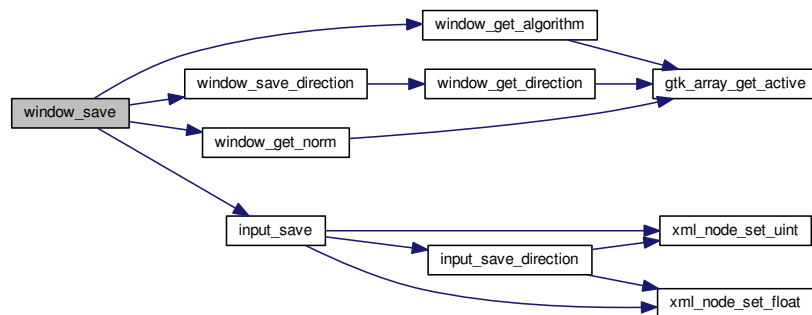 window_save
window_get_algorithm
window_save_direction
window_get_direction
gtk_array_get_active
window_get_norm
input_save
xml_node_set_uint
input_save_direction
xml_node_set_float